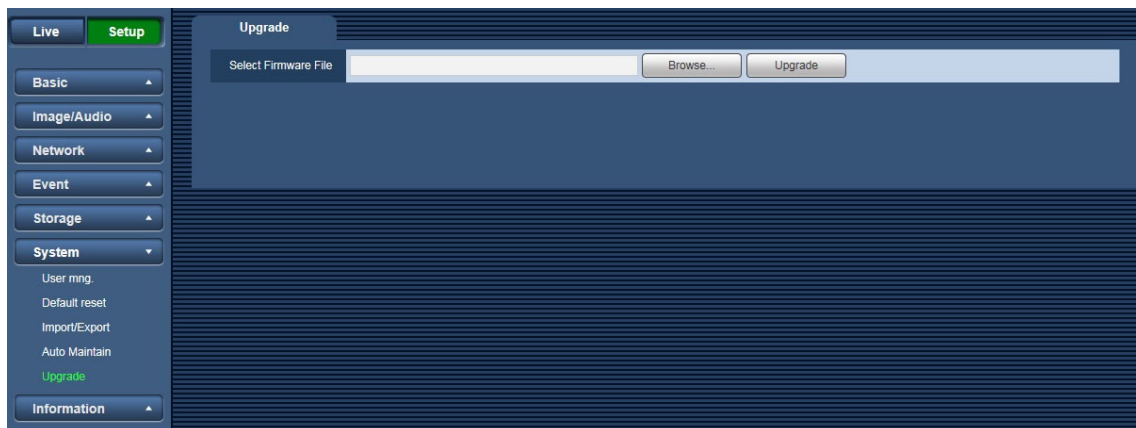 Live Setup
Upgrade
Select Firmware File Browse... Upgrade
Basic
Image/Audio
Network
Event
Storage
System
User mng.
Default reset
Import/Export
Auto Maintain
Upgrade
Information